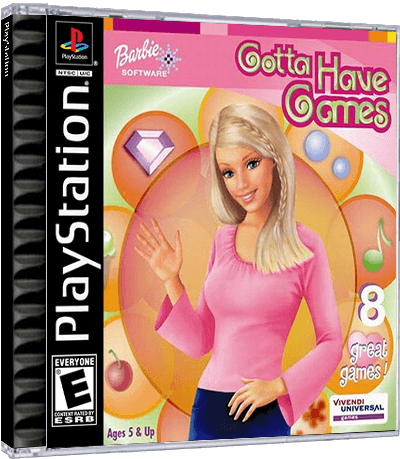 PlayStation
PlayStation
NTSC U/C
PlayStation
Barbie
SOFTWARE
Gotta Have
Games
8
great
games!
EVERYONE
E
CONTENT RATED BY
ESRB
Ages 5 & Up
VIVENDI
UNIVERSAL
games